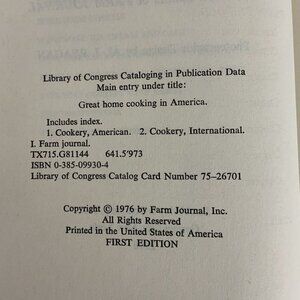 Library of Congress Cataloging in Publication Data
Main entry under title:
Great home cooking in America.
Includes index.
1. Cookery, American. 2. Cookery, International.
I. Farm journal.
TX715.G81144 641.5'973
ISBN 0-385-09930-4
Library of Congress Catalog Card Number 75-26701
Copyright © 1976 by Farm Journal, Inc.
All Rights Reserved
Printed in the United States of America
FIRST EDITION